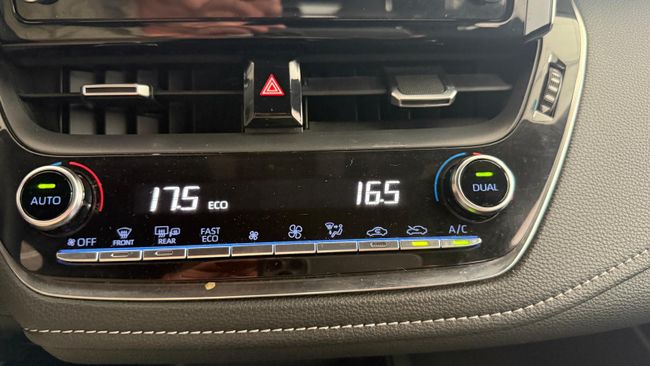 AUTO
17.5 ECO
16.5
DUAL
OFF
FRONT
REAR
FAST
ECO
A/C